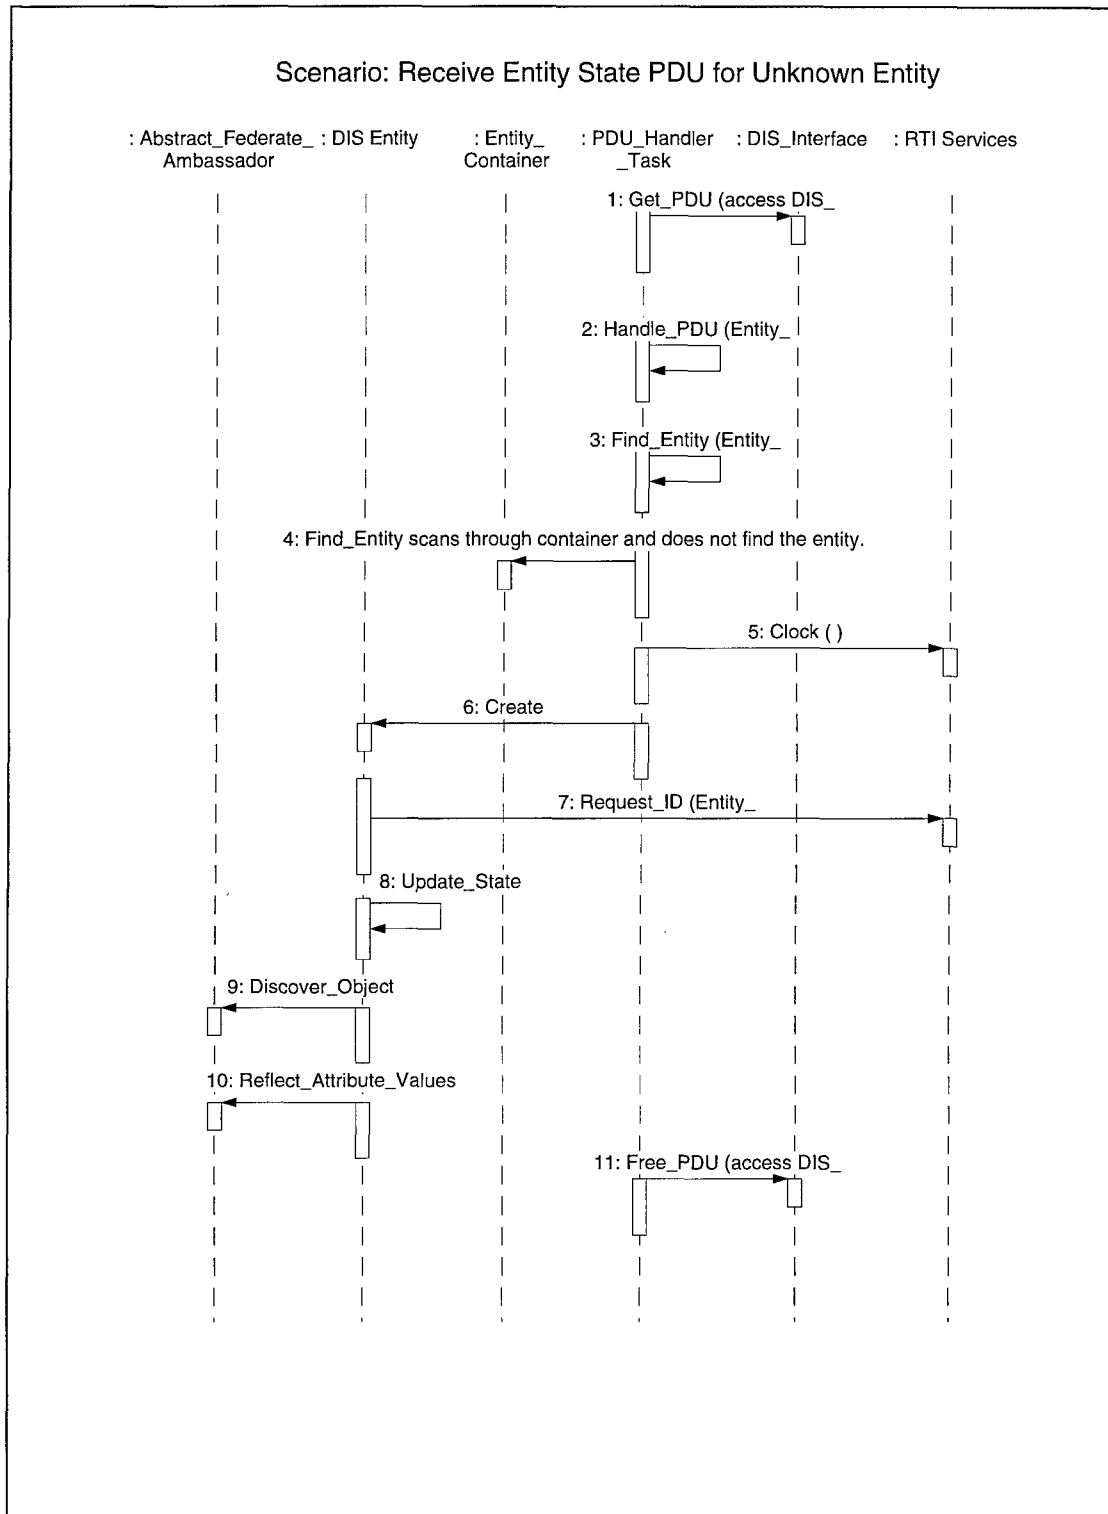 Scenario: Receive Entity State PDU for Unknown Entity
: Abstract_Federate_
Ambassador
: DIS Entity
: Entity_
Container
: PDU_Handler
_Task
: DIS_Interface
: RTI Services
1: Get_PDU (access DIS_
2: Handle_PDU (Entity_
3: Find_Entity (Entity_
4: Find_Entity scans through container and does not find the entity.
5: Clock ( )
6: Create
7: Request_ID (Entity_
8: Update_State
9: Discover_Object
10: Reflect_Attribute_Values
11: Free_PDU (access DIS_